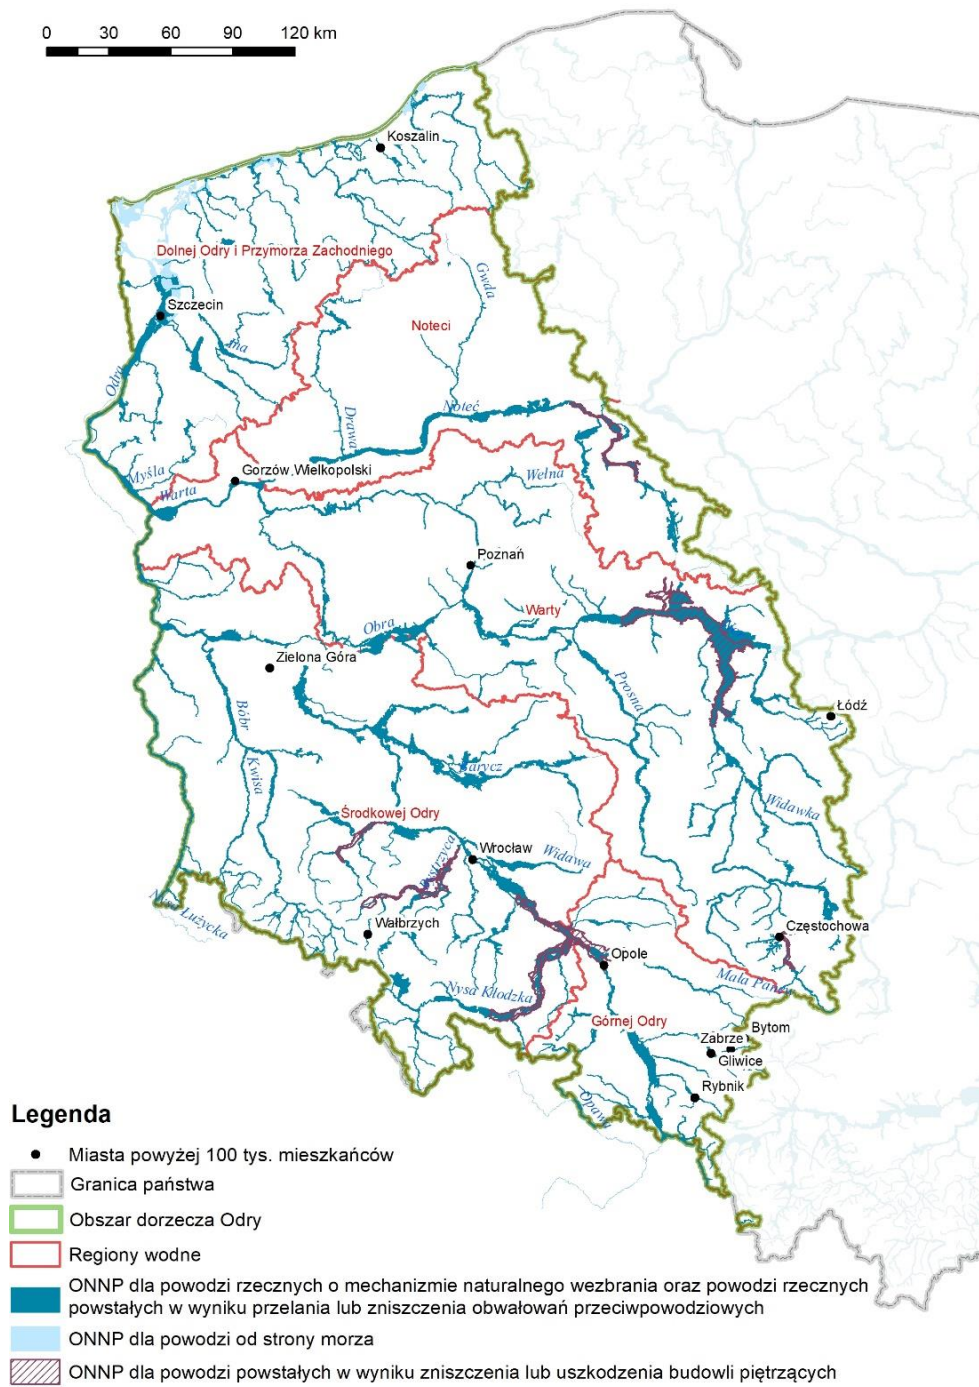 0 30 60 90 120 km
Koszalin
Dolnej Odry i Przymorza Zachodniego
Gwda
Szczecin
Noteci
Ina
Odra
Drawa
Noteć
Myśla
Gorzów Wielkopolski
Warta
Wełna
Poznań
Warty
Obra
Zielona Góra
Prosna
Bóbr
Łódź
Kwisa
Barycz
Widawka
Środkowej Odry
Wrocław
Widawa
Bystrzyca
Nysa Łużycka
Wałbrzych
Częstochowa
Opole
Mała Panew
Nysa Kłodzka
Górnej Odry
Bytom
Zabrze
Gliwice
Rybnik
Opawa
Legenda
Miasta powyżej 100 tys. mieszkańców
Granica państwa
Obszar dorzecza Odry
Regiony wodne
ONNP dla powodzi rzecznych o mechanizmie naturalnego wezbrania oraz powodzi rzecznych
powstałych w wyniku przelania lub zniszczenia obwałowań przeciwpowodziowych
ONNP dla powodzi od strony morza
ONNP dla powodzi powstałych w wyniku zniszczenia lub uszkodzenia budowli piętrzących